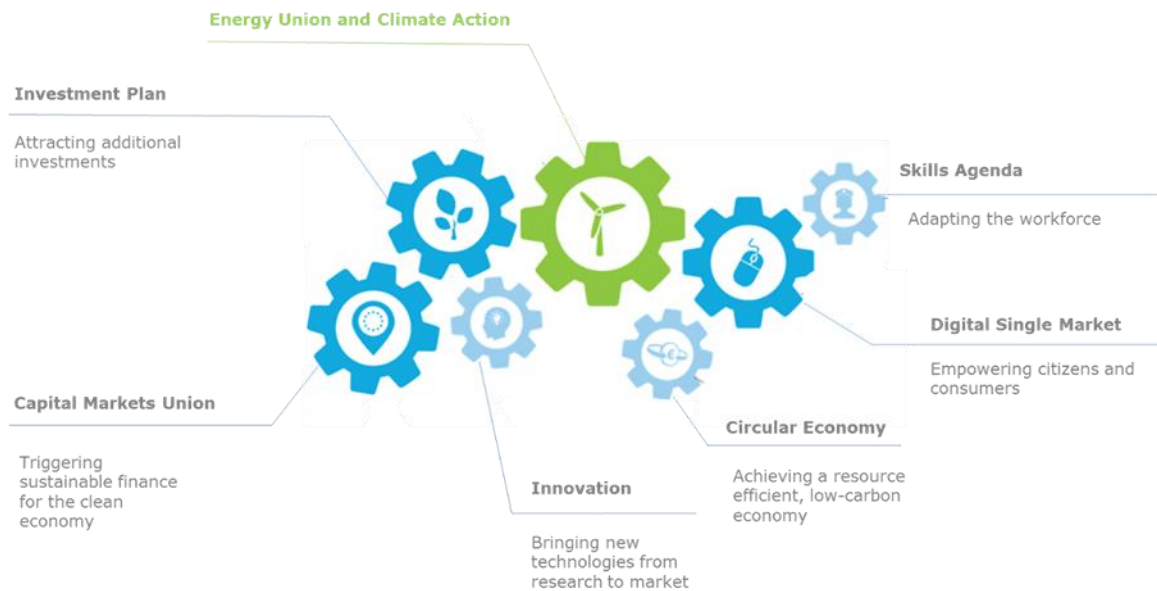 Energy Union and Climate Action
Investment Plan
Attracting additional
investments
Skills Agenda
Adapting the workforce
Digital Single Market
Empowering citizens and
consumers
Capital Markets Union
Triggering
sustainable finance
for the clean
economy
Circular Economy
Achieving a resource
efficient, low-carbon
economy
Innovation
Bringing new
technologies from
research to market